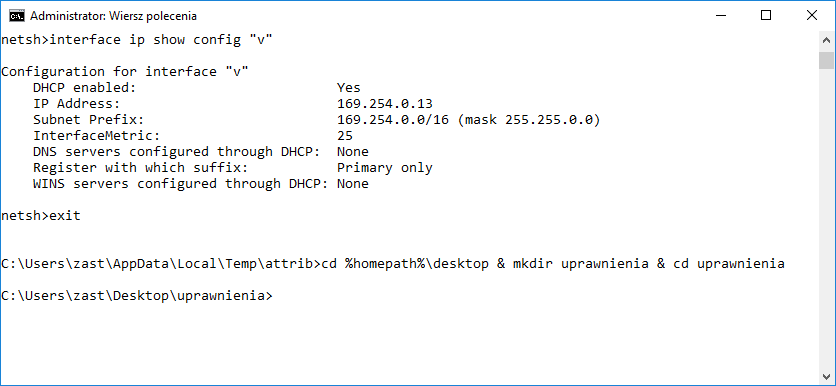 Administrator: Wiersz polecenia
netsh>interface ip show config "v"
Configuration for interface "v"
    DHCP enabled:                         Yes
    IP Address:                           169.254.0.13
    Subnet Prefix:                        169.254.0.0/16 (mask 255.255.0.0)
    InterfaceMetric:                      25
    DNS servers configured through DHCP:  None
    Register with which suffix:           Primary only
    WINS servers configured through DHCP: None
netsh>exit
C:\Users\zast\AppData\Local\Temp\attrib>cd %homepath%\desktop & mkdir uprawnienia & cd uprawnienia
C:\Users\zast\Desktop\uprawnienia>